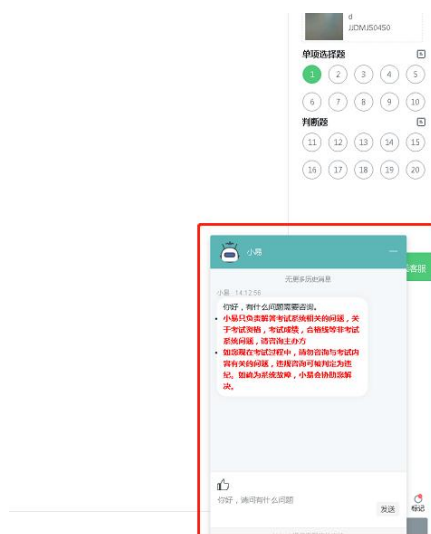 d
JJDMJ50450
单项选择题
1 2 3 4 5
6 7 8 9 10
判断题
11 12 13 14 15
16 17 18 19 20
小易
客服
无更多历史消息
小易 · 14:12:56
你好，有什么问题需要咨询。
小易只负责解答考试系统相关的问题，关
于考试资格，考试成绩，合格线等非考试
系统问题，请咨询主办方
如您现在考试过程中，请勿咨询与考试内
容有关的问题，违规咨询可被判定为违
纪。如确为系统故障，小易会协助您解
决。
你好，请问有什么问题
发送
标记